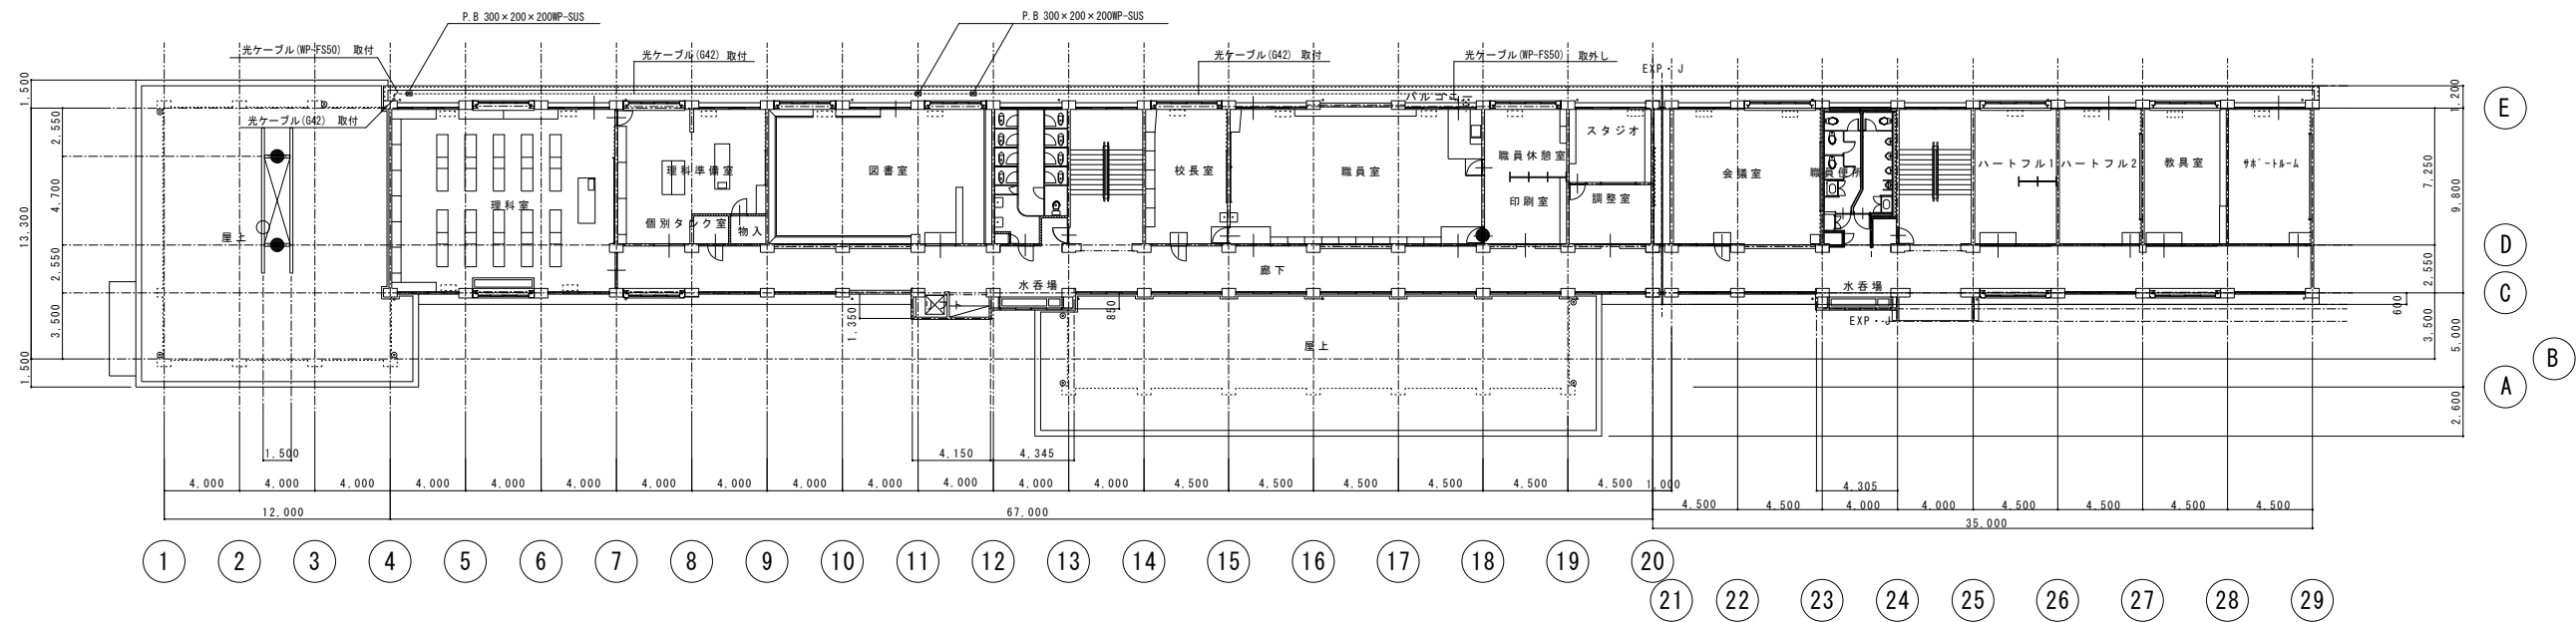 P.B 300×200×200WP-SUS
P.B 300×200×200WP-SUS
光ケーブル(WP-FS50) 取付
光ケーブル(G42) 取付
光ケーブル(G42) 取付
光ケーブル(WP-FS50) 取外し
EXP・J
バルコニー
光ケーブル(G42) 取付
1,500
2,550
4,700
13,300
2,550
3,500
1,500
1,200
7,250
9,800
2,550
600
3,500
5,000
2,600
E
D
C
B
A
スタジオ
職員休憩室
ハートフル1
ハートフル2
教具室
サポートルーム
理科準備室
図書室
校長室
職員室
会議室
職員便所
調整室
印刷室
理科室
個別タンク室
物入
屋上
廊下
水呑場
水呑場
1,350
850
EXP・J
屋上
1,500
4,150
4,345
4,305
4,000
4,000
4,000
4,000
4,000
4,000
4,000
4,000
4,000
4,000
4,000
4,000
4,000
4,500
4,500
4,500
4,500
4,500
4,500
1,000
4,500
4,500
4,000
4,000
4,500
4,500
4,500
4,500
12,000
67,000
35,000
1
2
3
4
5
6
7
8
9
10
11
12
13
14
15
16
17
18
19
20
21
22
23
24
25
26
27
28
29